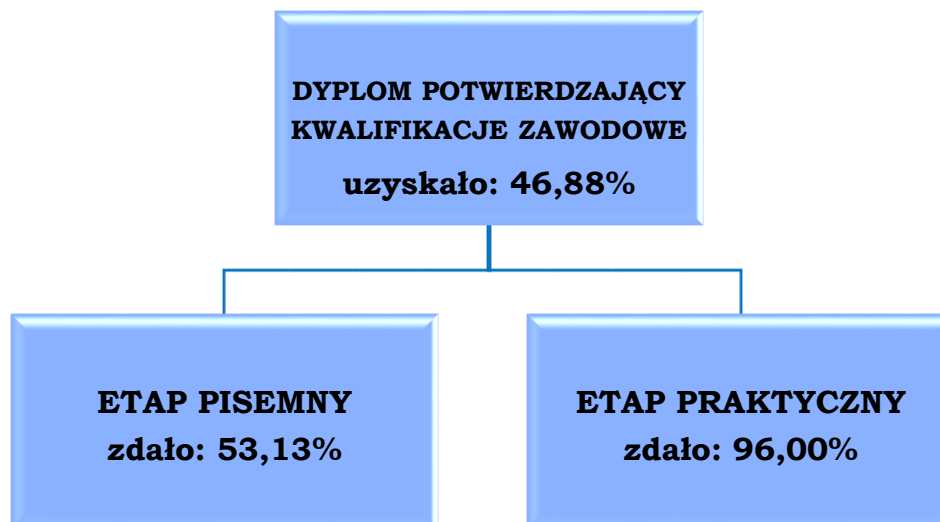 DYPLOM POTWIERDZAJĄCY
KWALIFIKACJE ZAWODOWE
uzyskało: 46,88%
ETAP PISEMNY
zdało: 53,13%
ETAP PRAKTYCZNY
zdało: 96,00%